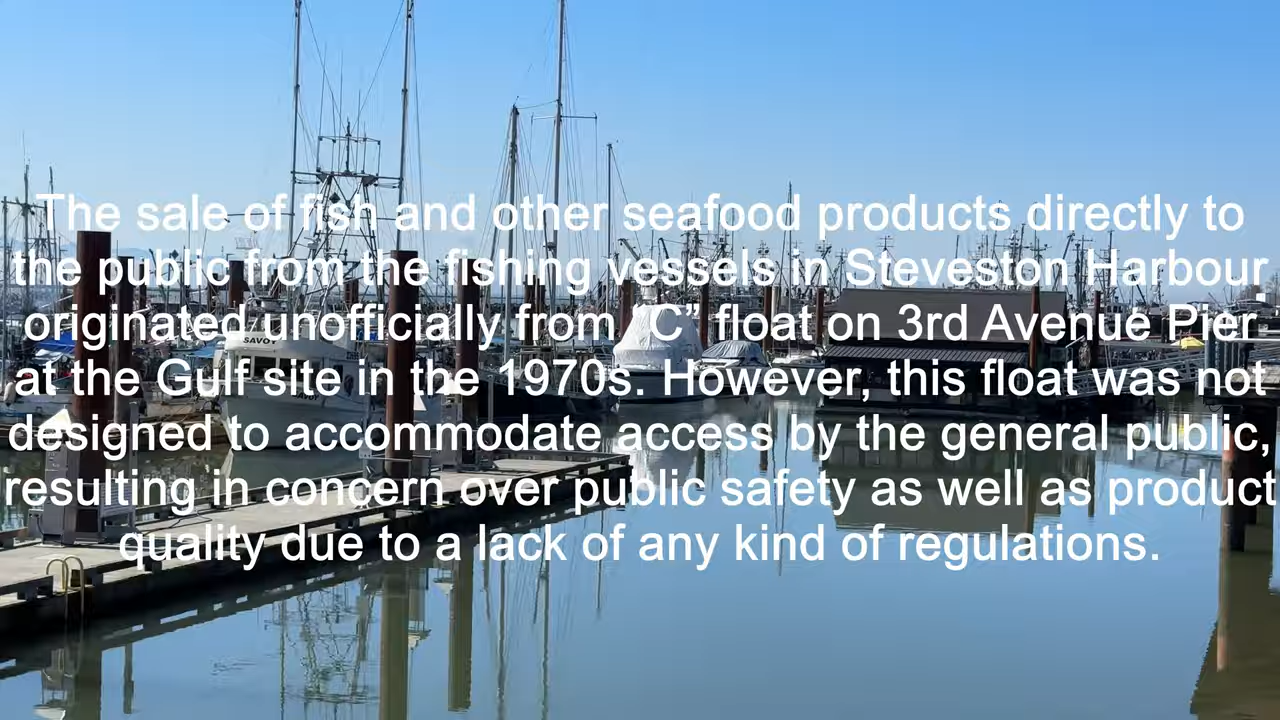 The sale of fish and other seafood products directly to
the public from the fishing vessels in Steveston Harbour
originated unofficially from “C” float on 3rd Avenue Pier
at the Gulf site in the 1970s. However, this float was not
designed to accommodate access by the general public,
resulting in concern over public safety as well as product
quality due to a lack of any kind of regulations.
SAVOY